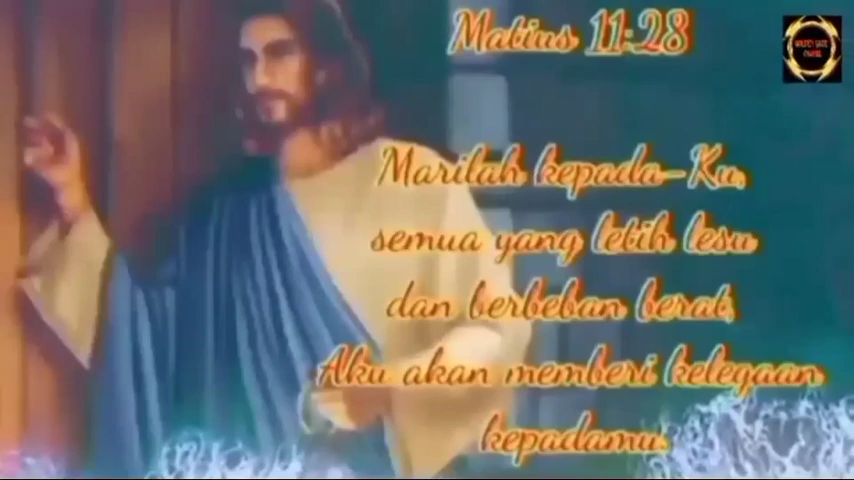 Matius 11:28
Marilah kepada-Ku,
semua yang letih lesu
dan berbeban berat,
Aku akan memberi kelegaan
kepadamu.